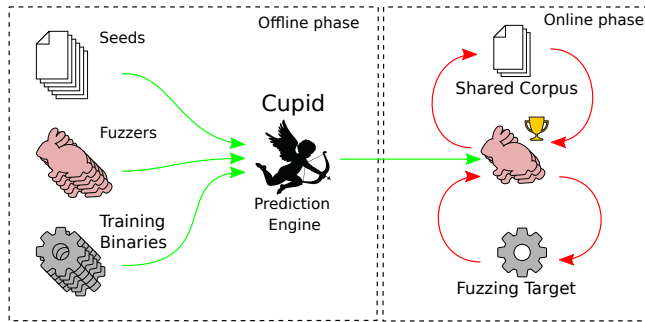 Offline phase
Seeds
Fuzzers
Training
Binaries
Cupid
Prediction
Engine
Online phase
Shared Corpus
Fuzzing Target